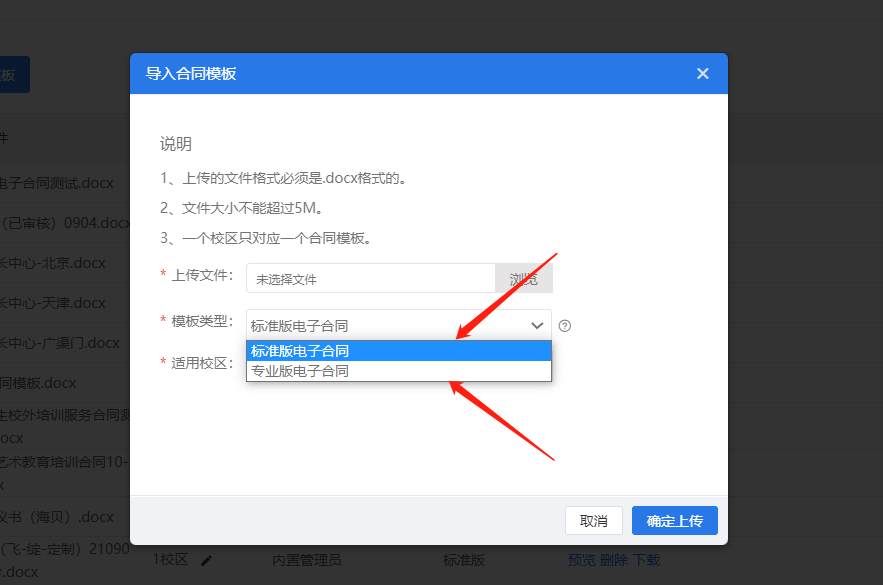 板
导入合同模板
件
说明
电子合同测试.docx
1、上传的文件格式必须是.docx格式的。
2、文件大小不能超过5M。
（已审核）0904.docx
3、一个校区只对应一个合同模板。
长中心-北京.docx
* 上传文件： 未选择文件 浏览
长中心-天津.docx
* 模板类型： 标准版电子合同
长中心-广渠门.docx
标准版电子合同
* 适用校区：
专业版电子合同
同模板.docx
生校外培训服务合同测
ocx
艺术教育培训合同10-
x
议书（海贝）.docx
取消 确定上传
（飞-绽-定制）21090
1校区 内置管理员 标准版 预览 删除 下载
y.docx